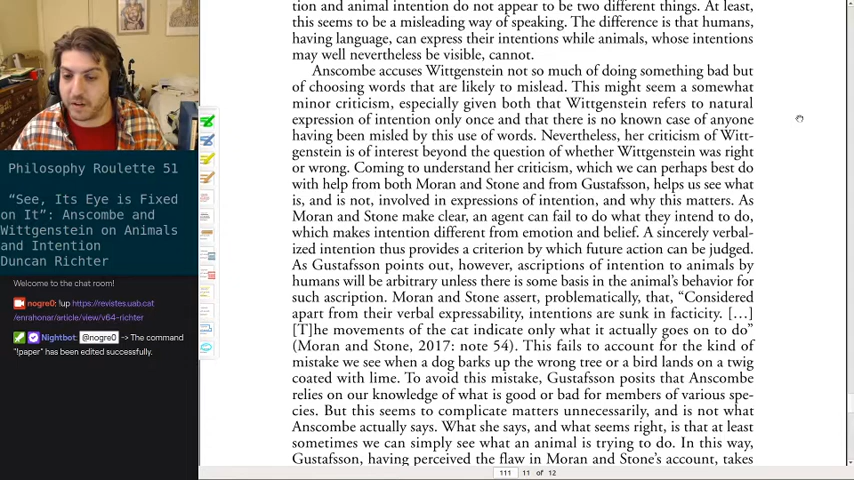 tion and animal intention do not appear to be two different things. At least,
this seems to be a misleading way of speaking. The difference is that humans,
having language, can express their intentions while animals, whose intentions
may well nevertheless be visible, cannot.
Anscombe accuses Wittgenstein not so much of doing something bad but
of choosing words that are likely to mislead. This might seem a somewhat
minor criticism, especially given both that Wittgenstein refers to natural
expression of intention only once and that there is no known case of anyone
having been misled by this use of words. Nevertheless, her criticism of Witt-
genstein is of interest beyond the question of whether Wittgenstein was right
or wrong. Coming to understand her criticism, which we can perhaps best do
with help from both Moran and Stone and from Gustafsson, helps us see what
is, and is not, involved in expressions of intention, and why this matters. As
Moran and Stone make clear, an agent can fail to do what they intend to do,
which makes intention different from emotion and belief. A sincerely verbal-
ized intention thus provides a criterion by which future action can be judged.
As Gustafsson points out, however, ascriptions of intention to animals by
humans will be arbitrary unless there is some basis in the animal's behavior for
such ascription. Moran and Stone assert, problematically, that, "Considered
apart from their verbal expressability, intentions are sunk in facticity. […]
[T]he movements of the cat indicate only what it actually goes on to do"
(Moran and Stone, 2017: note 54). This fails to account for the kind of
mistake we see when a dog barks up the wrong tree or a bird lands on a twig
coated with lime. To avoid this mistake, Gustafsson posits that Anscombe
relies on our knowledge of what is good or bad for members of various spe-
cies. But this seems to complicate matters unnecessarily, and is not what
Anscombe actually says. What she says, and what seems right, is that at least
sometimes we can simply see what an animal is trying to do. In this way,
Gustafsson, having perceived the flaw in Moran and Stone's account, takes
111 11 of 12
Philosophy Roulette 51
"See, Its Eye is Fixed
on It": Anscombe and
Wittgenstein on Animals
and Intention
Duncan Richter
Welcome to the chat room!
nogre0: !up https://revistes.uab.cat
/enrahonar/article/view/v64-richter
Nightbot: @nogre0 -> The command
"!paper" has been edited successfully.